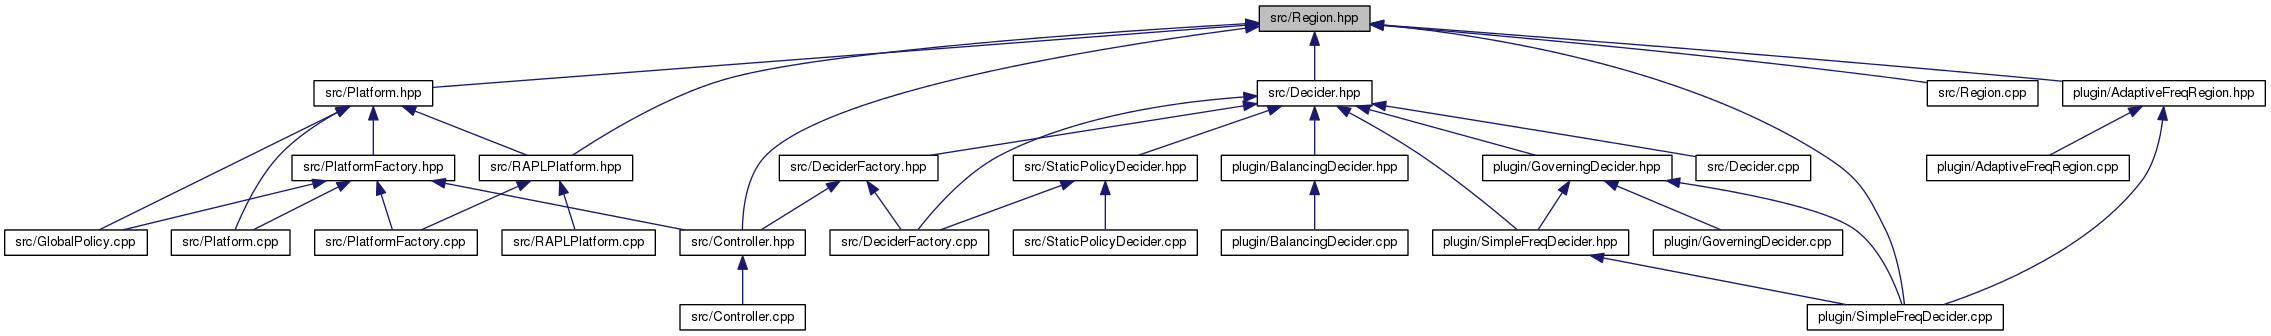 src/Region.hpp
src/Platform.hpp
src/Decider.hpp
src/Region.cpp
plugin/AdaptiveFreqRegion.hpp
src/PlatformFactory.hpp
src/RAPLPlatform.hpp
src/DeciderFactory.hpp
src/StaticPolicyDecider.hpp
plugin/BalancingDecider.hpp
plugin/GoverningDecider.hpp
src/Decider.cpp
plugin/AdaptiveFreqRegion.cpp
src/GlobalPolicy.cpp
src/Platform.cpp
src/PlatformFactory.cpp
src/RAPLPlatform.cpp
src/Controller.hpp
src/DeciderFactory.cpp
src/StaticPolicyDecider.cpp
plugin/BalancingDecider.cpp
plugin/SimpleFreqDecider.hpp
plugin/GoverningDecider.cpp
src/Controller.cpp
plugin/SimpleFreqDecider.cpp